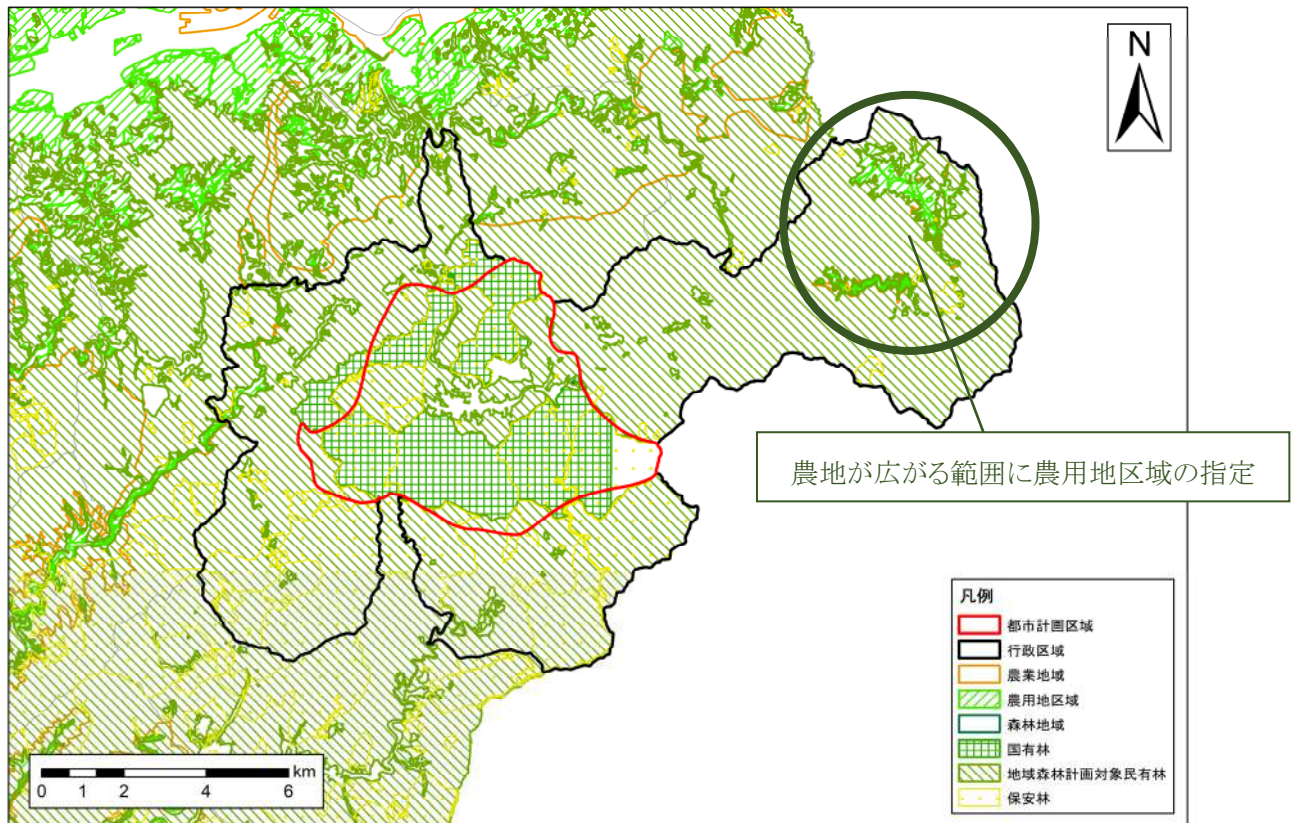 N
農地が広がる範囲に農用地区域の指定
凡例
都市計画区域
行政区域
農業地域
農用地区域
森林地域
国有林
地域森林計画対象民有林
保安林
km
0 1 2 4 6